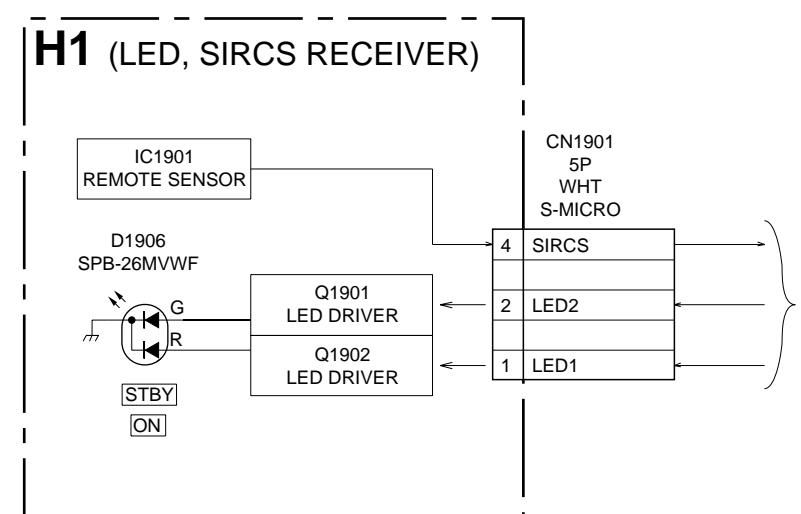 H1 (LED, SIRCS RECEIVER)
CN1901
5P
WHT
S-MICRO
IC1901
REMOTE SENSOR
4 SIRCS
D1906
SPB-26MVWF
G
R
Q1901
LED DRIVER
2 LED2
Q1902
LED DRIVER
1 LED1
STBY
ON